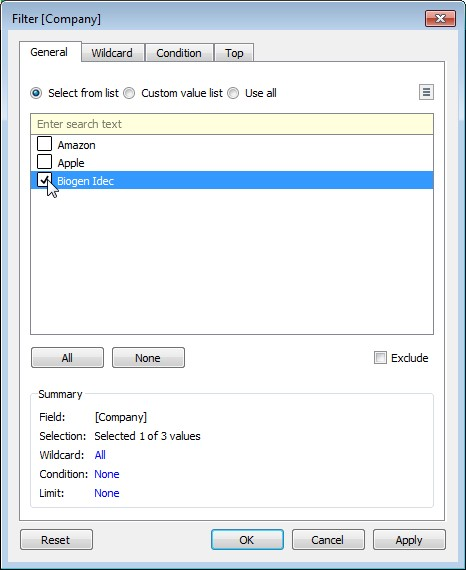 Filter [Company]
General Wildcard Condition Top
Select from list Custom value list Use all
Enter search text
Amazon
Apple
Biogen Idec
All None Exclude
Summary
Field: [Company]
Selection: Selected 1 of 3 values
Wildcard: All
Condition: None
Limit: None
Reset OK Cancel Apply